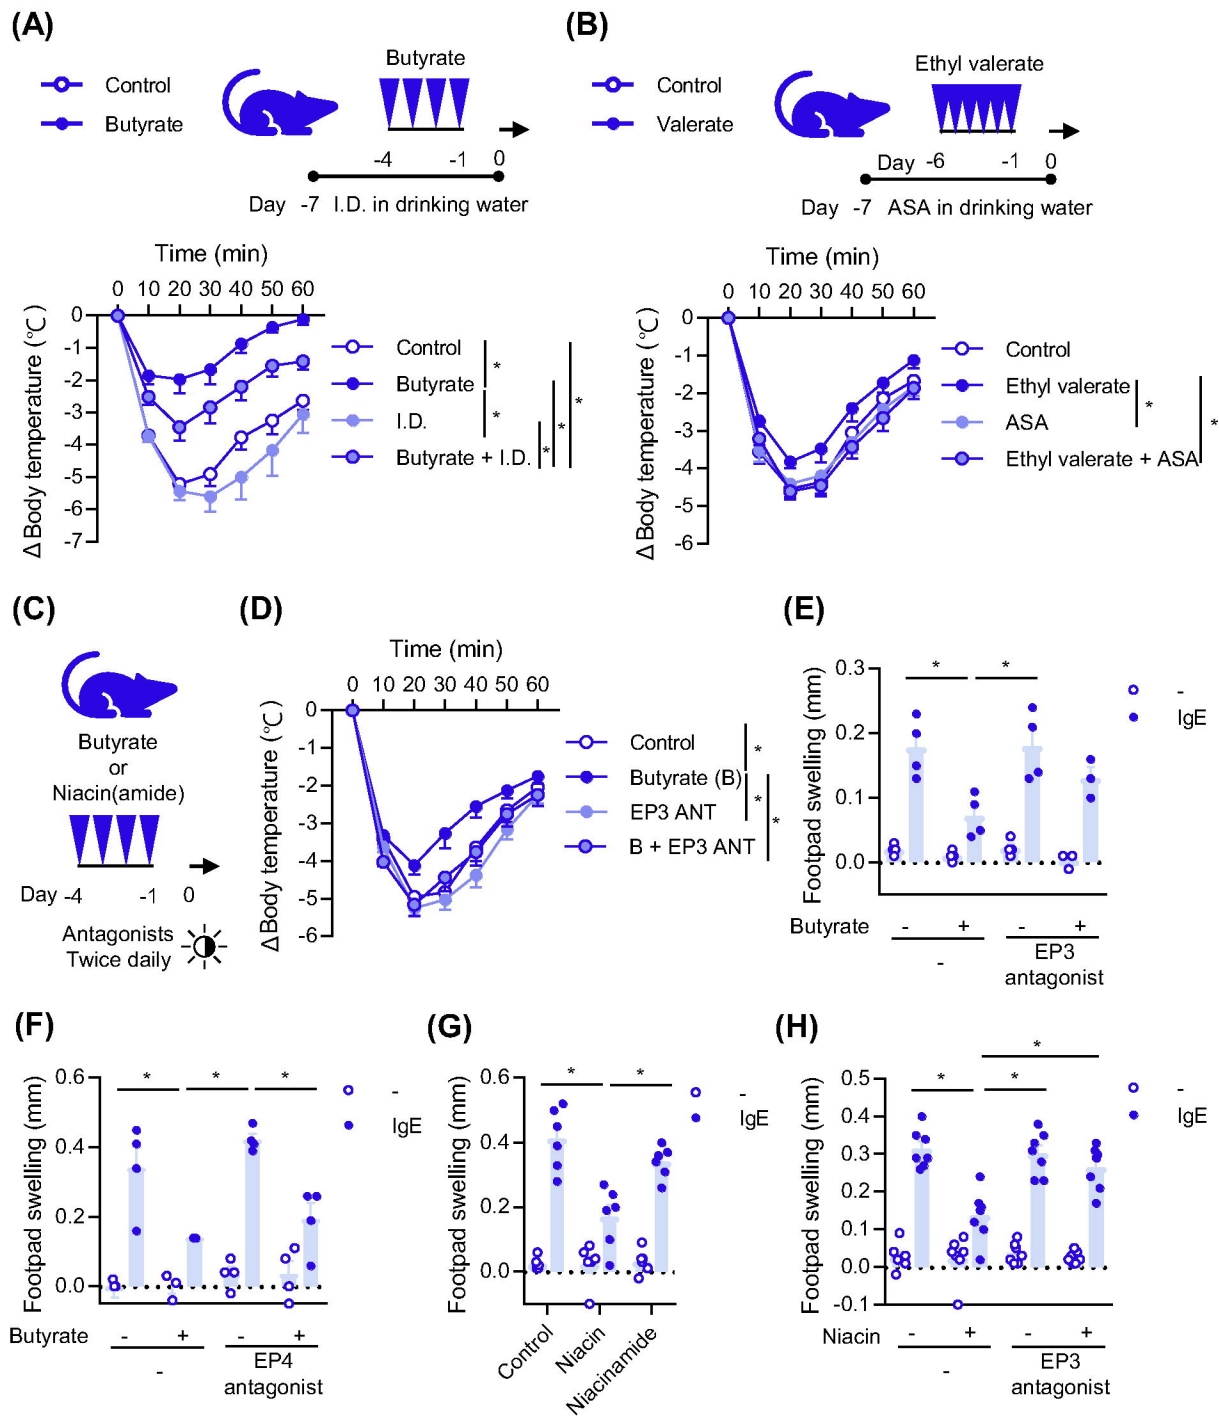 (A)
Control
Butyrate
Butyrate
-4 -1 0
Day -7 I.D. in drinking water
Time (min)
0 10 20 30 40 50 60
0
-1
-2
-3
-4
-5
-6
-7
Δ Body temperature (℃)
Control
Butyrate
I.D.
Butyrate + I.D.
*
*
*
*
*
(B)
Control
Valerate
Ethyl valerate
Day -6 -1 0
Day -7 ASA in drinking water
Time (min)
0 10 20 30 40 50 60
0
-1
-2
-3
-4
-5
-6
Δ Body temperature (℃)
Control
Ethyl valerate
ASA
Ethyl valerate + ASA
*
*
(C)
Butyrate
or
Niacin(amide)
Day -4 -1 0
Antagonists
Twice daily
(D)
Time (min)
0 10 20 30 40 50 60
0
-1
-2
-3
-4
-5
-6
Δ Body temperature (℃)
Control
Butyrate (B)
EP3 ANT
B + EP3 ANT
*
*
*
(E)
Footpad swelling (mm)
0.3
0.2
0.1
0.0
* *
-
IgE
Butyrate - + - +
- EP3
antagonist
(F)
Footpad swelling (mm)
0.6
0.4
0.2
0.0
* * *
-
IgE
Butyrate - + - +
- EP4
antagonist
(G)
Footpad swelling (mm)
0.6
0.4
0.2
0.0
* *
-
IgE
Control
Niacin
Niacinamide
(H)
Footpad swelling (mm)
0.5
0.4
0.3
0.2
0.1
0.0
-0.1
*
* *
-
IgE
Niacin - + - +
- EP3
antagonist